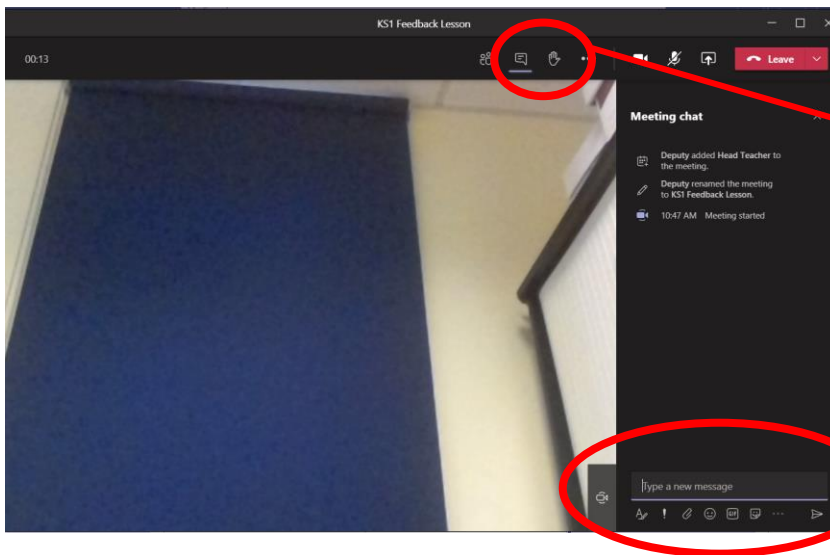 KS1 Feedback Lesson
00:13
Leave
Meeting chat
Deputy added Head Teacher to
the meeting.
Deputy renamed the meeting
to KS1 Feedback Lesson.
10:47 AM Meeting started
Type a new message
GIF